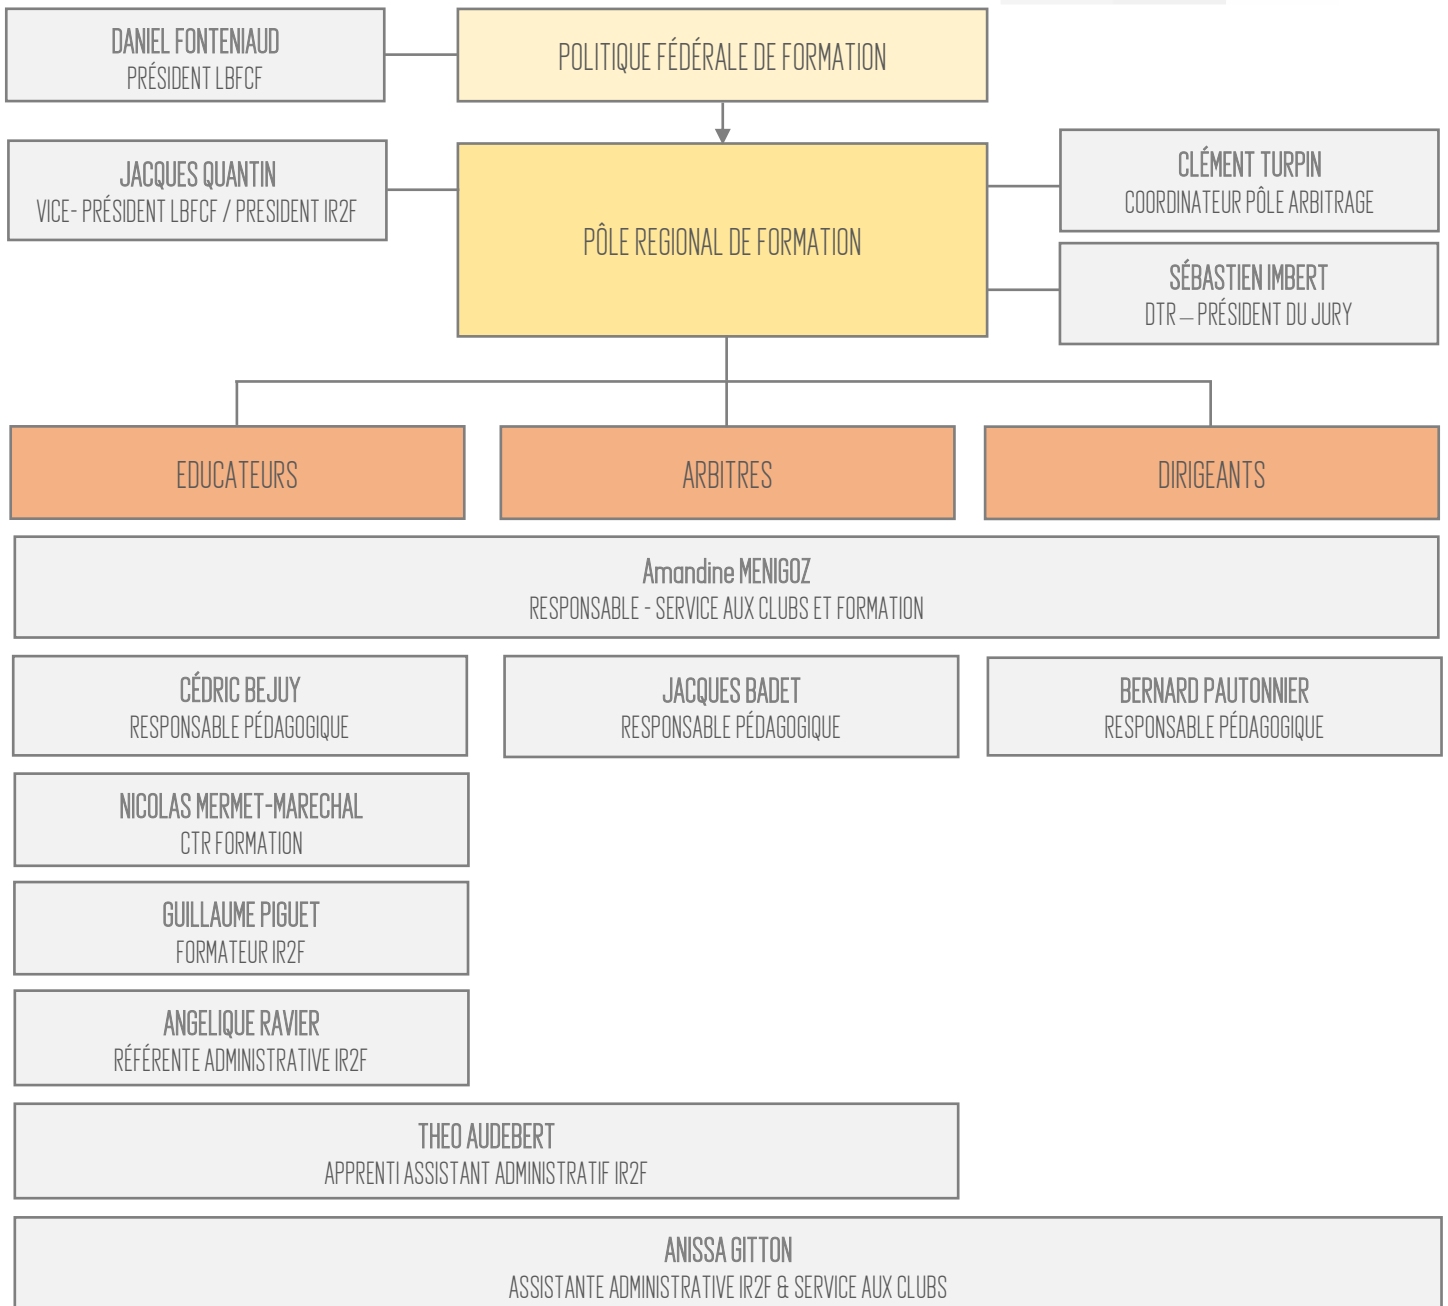 DANIEL FONTENIAUD
PRÉSIDENT LBFCF
POLITIQUE FÉDÉRALE DE FORMATION
JACQUES QUANTIN
VICE- PRÉSIDENT LBFCF / PRESIDENT IR2F
PÔLE REGIONAL DE FORMATION
CLÉMENT TURPIN
COORDINATEUR PÔLE ARBITRAGE
SÉBASTIEN IMBERT
DTR – PRÉSIDENT DU JURY
EDUCATEURS
ARBITRES
DIRIGEANTS
Amandine MENIGOZ
RESPONSABLE - SERVICE AUX CLUBS ET FORMATION
CÉDRIC BEJUY
RESPONSABLE PÉDAGOGIQUE
JACQUES BADET
RESPONSABLE PÉDAGOGIQUE
BERNARD PAUTONNIER
RESPONSABLE PÉDAGOGIQUE
NICOLAS MERMET-MARECHAL
CTR FORMATION
GUILLAUME PIGUET
FORMATEUR IR2F
ANGELIQUE RAVIER
RÉFÉRENTE ADMINISTRATIVE IR2F
THEO AUDEBERT
APPRENTI ASSISTANT ADMINISTRATIF IR2F
ANISSA GITTON
ASSISTANTE ADMINISTRATIVE IR2F & SERVICE AUX CLUBS